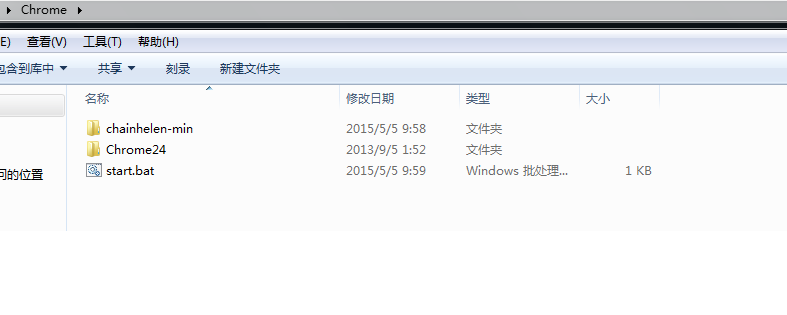 Chrome
E) 查看(V) 工具(T) 帮助(H)
包含到库中 共享 刻录 新建文件夹
名称 修改日期 类型 大小
chainhelen-min 2015/5/5 9:58 文件夹
Chrome24 2013/9/5 1:52 文件夹
问的位置
start.bat 2015/5/5 9:59 Windows 批处理... 1 KB